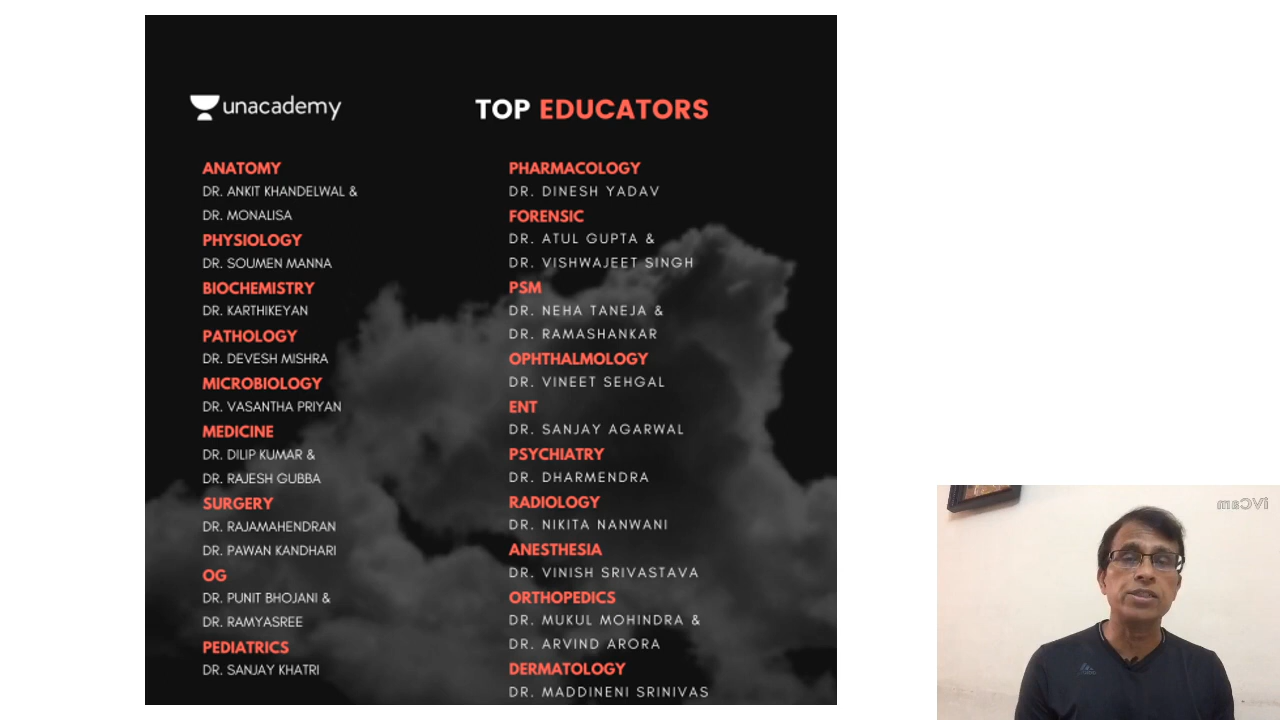 unacademy
TOP EDUCATORS
ANATOMY
DR. ANKIT KHANDELWAL &
DR. MONALISA
PHYSIOLOGY
DR. SOUMEN MANNA
BIOCHEMISTRY
DR. KARTHIKEYAN
PATHOLOGY
DR. DEVESH MISHRA
MICROBIOLOGY
DR. VASANTHA PRIYAN
MEDICINE
DR. DILIP KUMAR &
DR. RAJESH GUBBA
SURGERY
DR. RAJAMAHENDRAN
DR. PAWAN KANDHARI
OG
DR. PUNIT BHOJANI &
DR. RAMYASREE
PEDIATRICS
DR. SANJAY KHATRI
PHARMACOLOGY
DR. DINESH YADAV
FORENSIC
DR. ATUL GUPTA &
DR. VISHWAJEET SINGH
PSM
DR. NEHA TANEJA &
DR. RAMASHANKAR
OPHTHALMOLOGY
DR. VINEET SEHGAL
ENT
DR. SANJAY AGARWAL
PSYCHIATRY
DR. DHARMENDRA
RADIOLOGY
DR. NIKITA NANWANI
ANESTHESIA
DR. VINISH SRIVASTAVA
ORTHOPEDICS
DR. MUKUL MOHINDRA &
DR. ARVIND ARORA
DERMATOLOGY
DR. MADDINENI SRINIVAS
iVCam